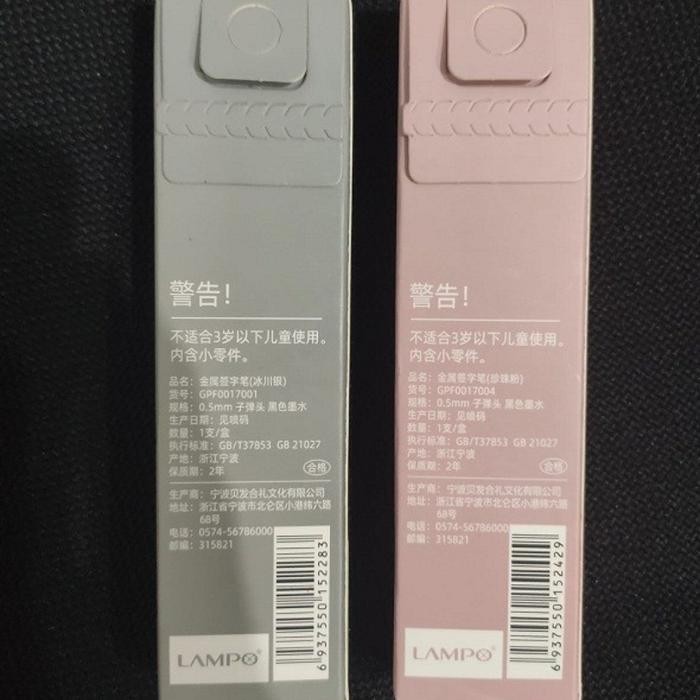 警告!
不适合3岁以下儿童使用。
内含小零件。
品名: 金属签字笔(冰川银)
货号: GPF0017001
规格: 0.5mm 子弹头 黑色墨水
生产日期: 见喷码
数量: 1支/盒
执行标准: GB/T37853 GB 21027
产地: 浙江宁波
保质期: 2年
合格
生产商: 宁波贝发合礼文化有限公司
地址: 浙江省宁波市北仑区小港纬六路
68号
电话: 0574-56786000
邮编: 315821
6 937550 152283
LAMPO
警告!
不适合3岁以下儿童使用。
内含小零件。
品名: 金属签字笔(珍珠粉)
货号: GPF0017004
规格: 0.5mm 子弹头 黑色墨水
生产日期: 见喷码
数量: 1支/盒
执行标准: GB/T37853 GB 21027
产地: 浙江宁波
保质期: 2年
合格
生产商: 宁波贝发合礼文化有限公司
地址: 浙江省宁波市北仑区小港纬六路
68号
电话: 0574-56786000
邮编: 315821
6 937550 152429
LAMPO